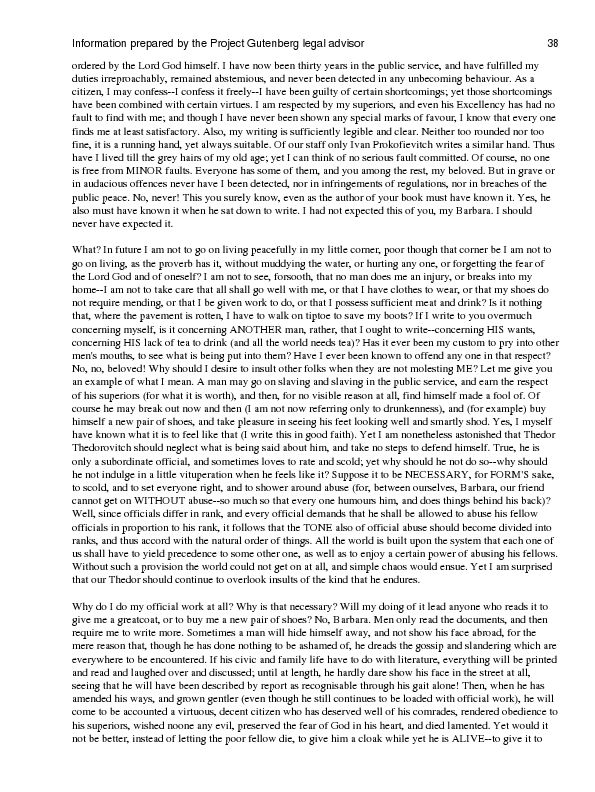 Information prepared by the Project Gutenberg legal advisor 38
ordered by the Lord God himself. I have now been thirty years in the public service, and have fulfilled my
duties irreproachably, remained abstemious, and never been detected in any unbecoming behaviour. As a
citizen, I may confess--I confess it freely--I have been guilty of certain shortcomings; yet those shortcomings
have been combined with certain virtues. I am respected by my superiors, and even his Excellency has had no
fault to find with me; and though I have never been shown any special marks of favour, I know that every one
finds me at least satisfactory. Also, my writing is sufficiently legible and clear. Neither too rounded nor too
fine, it is a running hand, yet always suitable. Of our staff only Ivan Prokofievitch writes a similar hand. Thus
have I lived till the grey hairs of my old age; yet I can think of no serious fault committed. Of course, no one
is free from MINOR faults. Everyone has some of them, and you among the rest, my beloved. But in grave or
in audacious offences never have I been detected, nor in infringements of regulations, nor in breaches of the
public peace. No, never! This you surely know, even as the author of your book must have known it. Yes, he
also must have known it when he sat down to write. I had not expected this of you, my Barbara. I should
never have expected it.
What? In future I am not to go on living peacefully in my little corner, poor though that corner be I am not to
go on living, as the proverb has it, without muddying the water, or hurting any one, or forgetting the fear of
the Lord God and of oneself? I am not to see, forsooth, that no man does me an injury, or breaks into my
home--I am not to take care that all shall go well with me, or that I have clothes to wear, or that my shoes do
not require mending, or that I be given work to do, or that I possess sufficient meat and drink? Is it nothing
that, where the pavement is rotten, I have to walk on tiptoe to save my boots? If I write to you overmuch
concerning myself, is it concerning ANOTHER man, rather, that I ought to write--concerning HIS wants,
concerning HIS lack of tea to drink (and all the world needs tea)? Has it ever been my custom to pry into other
men's mouths, to see what is being put into them? Have I ever been known to offend any one in that respect?
No, no, beloved! Why should I desire to insult other folks when they are not molesting ME? Let me give you
an example of what I mean. A man may go on slaving and slaving in the public service, and earn the respect
of his superiors (for what it is worth), and then, for no visible reason at all, find himself made a fool of. Of
course he may break out now and then (I am not now referring only to drunkenness), and (for example) buy
himself a new pair of shoes, and take pleasure in seeing his feet looking well and smartly shod. Yes, I myself
have known what it is to feel like that (I write this in good faith). Yet I am nonetheless astonished that Thedor
Thedorovitch should neglect what is being said about him, and take no steps to defend himself. True, he is
only a subordinate official, and sometimes loves to rate and scold; yet why should he not do so--why should
he not indulge in a little vituperation when he feels like it? Suppose it to be NECESSARY, for FORM'S sake,
to scold, and to set everyone right, and to shower around abuse (for, between ourselves, Barbara, our friend
cannot get on WITHOUT abuse--so much so that every one humours him, and does things behind his back)?
Well, since officials differ in rank, and every official demands that he shall be allowed to abuse his fellow
officials in proportion to his rank, it follows that the TONE also of official abuse should become divided into
ranks, and thus accord with the natural order of things. All the world is built upon the system that each one of
us shall have to yield precedence to some other one, as well as to enjoy a certain power of abusing his fellows.
Without such a provision the world could not get on at all, and simple chaos would ensue. Yet I am surprised
that our Thedor should continue to overlook insults of the kind that he endures.
Why do I do my official work at all? Why is that necessary? Will my doing of it lead anyone who reads it to
give me a greatcoat, or to buy me a new pair of shoes? No, Barbara. Men only read the documents, and then
require me to write more. Sometimes a man will hide himself away, and not show his face abroad, for the
mere reason that, though he has done nothing to be ashamed of, he dreads the gossip and slandering which are
everywhere to be encountered. If his civic and family life have to do with literature, everything will be printed
and read and laughed over and discussed; until at length, he hardly dare show his face in the street at all,
seeing that he will have been described by report as recognisable through his gait alone! Then, when he has
amended his ways, and grown gentler (even though he still continues to be loaded with official work), he will
come to be accounted a virtuous, decent citizen who has deserved well of his comrades, rendered obedience to
his superiors, wished noone any evil, preserved the fear of God in his heart, and died lamented. Yet would it
not be better, instead of letting the poor fellow die, to give him a cloak while yet he is ALIVE--to give it to